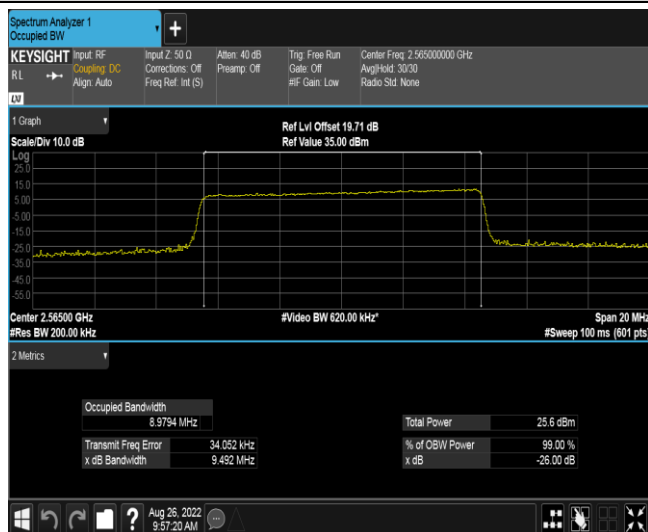 Spectrum Analyzer 1
Occupied BW
+
KEYSIGHT
RL
LXI
Input: RF
Coupling: DC
Align: Auto
Input Z: 50 Ω
Corrections: Off
Freq Ref: Int (S)
Atten: 40 dB
Preamp: Off
Trig: Free Run
Gate: Off
#IF Gain: Low
Center Freq: 2.565000000 GHz
Avg|Hold: 30/30
Radio Std: None
1 Graph
Scale/Div 10.0 dB
Ref Lvl Offset 19.71 dB
Ref Value 35.00 dBm
Log
25.0
15.0
5.00
-5.00
-15.0
-25.0
-35.0
-45.0
-55.0
Center 2.56500 GHz
#Res BW 200.00 kHz
#Video BW 620.00 kHz*
Span 20 MHz
#Sweep 100 ms (601 pts)
2 Metrics
Occupied Bandwidth
8.9794 MHz
Total Power 25.6 dBm
Transmit Freq Error 34.052 kHz
% of OBW Power 99.00 %
x dB Bandwidth 9.492 MHz
x dB -26.00 dB
?
Aug 26, 2022
9:57:20 AM